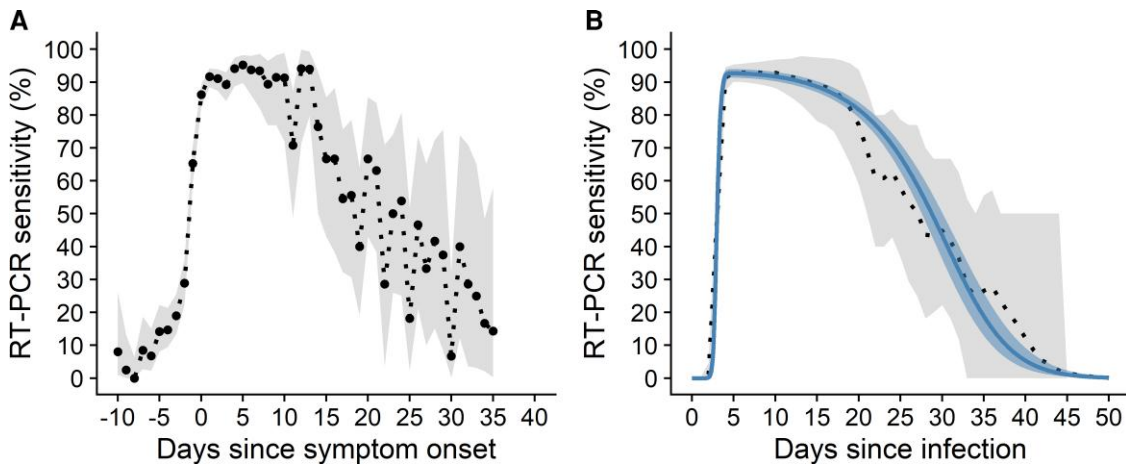 A
RT-PCR sensitivity (%)
100
90
80
70
60
50
40
30
20
10
0
-10 -5 0 5 10 15 20 25 30 35 40
Days since symptom onset
B
RT-PCR sensitivity (%)
100
90
80
70
60
50
40
30
20
10
0
0 5 10 15 20 25 30 35 40 45 50
Days since infection